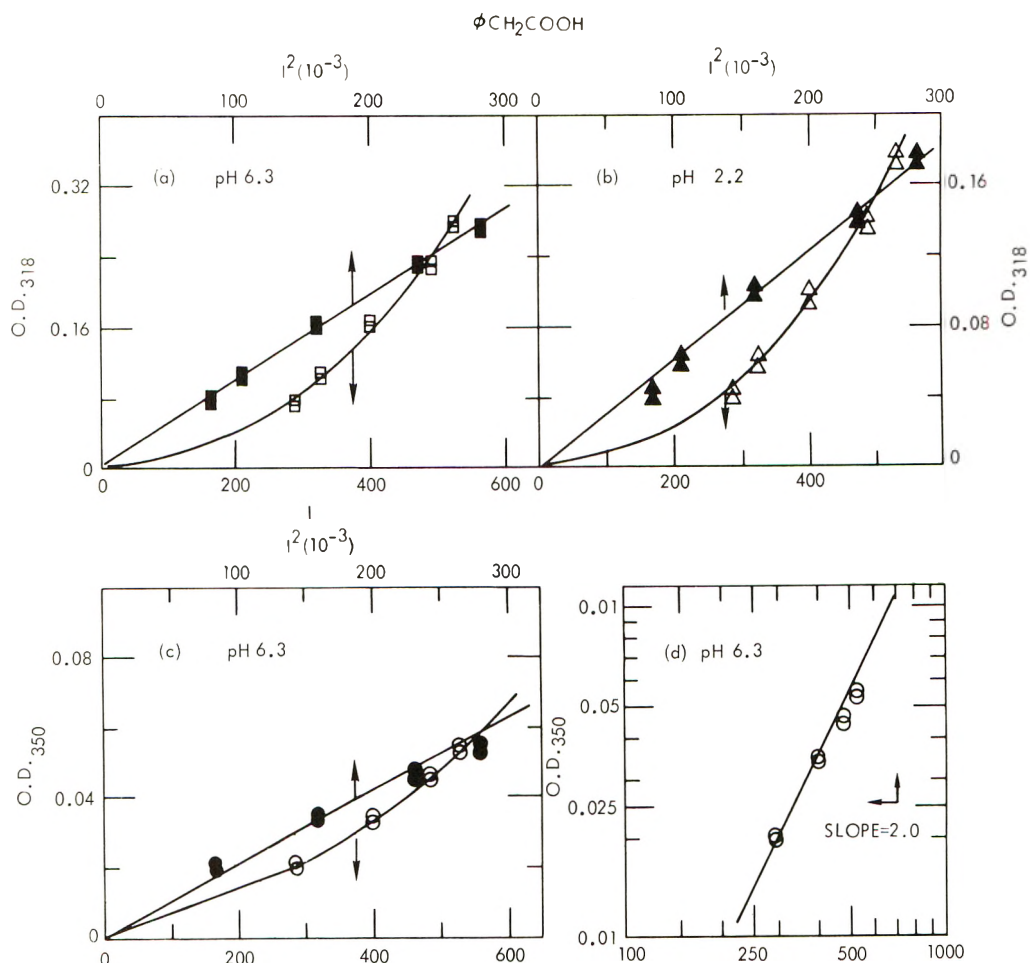 ϕCH₂COOH
I²(10⁻³)
I²(10⁻³)
0 100 200 300
0 100 200 300
(a) pH 6.3
(b) pH 2.2
O.D.₃₁₈
0.32
0.16
0
0.16
0.08
0
O.D.₃₁₈
200 400 600
0 200 400
I
I²(10⁻³)
100 200 300
(c) pH 6.3
(d) pH 6.3
O.D.₃₅₀
0.08
0.04
0
O.D.₃₅₀
0.01
0.05
0.025
0.01
SLOPE=2.0
0 200 400 600
100 250 500 1000